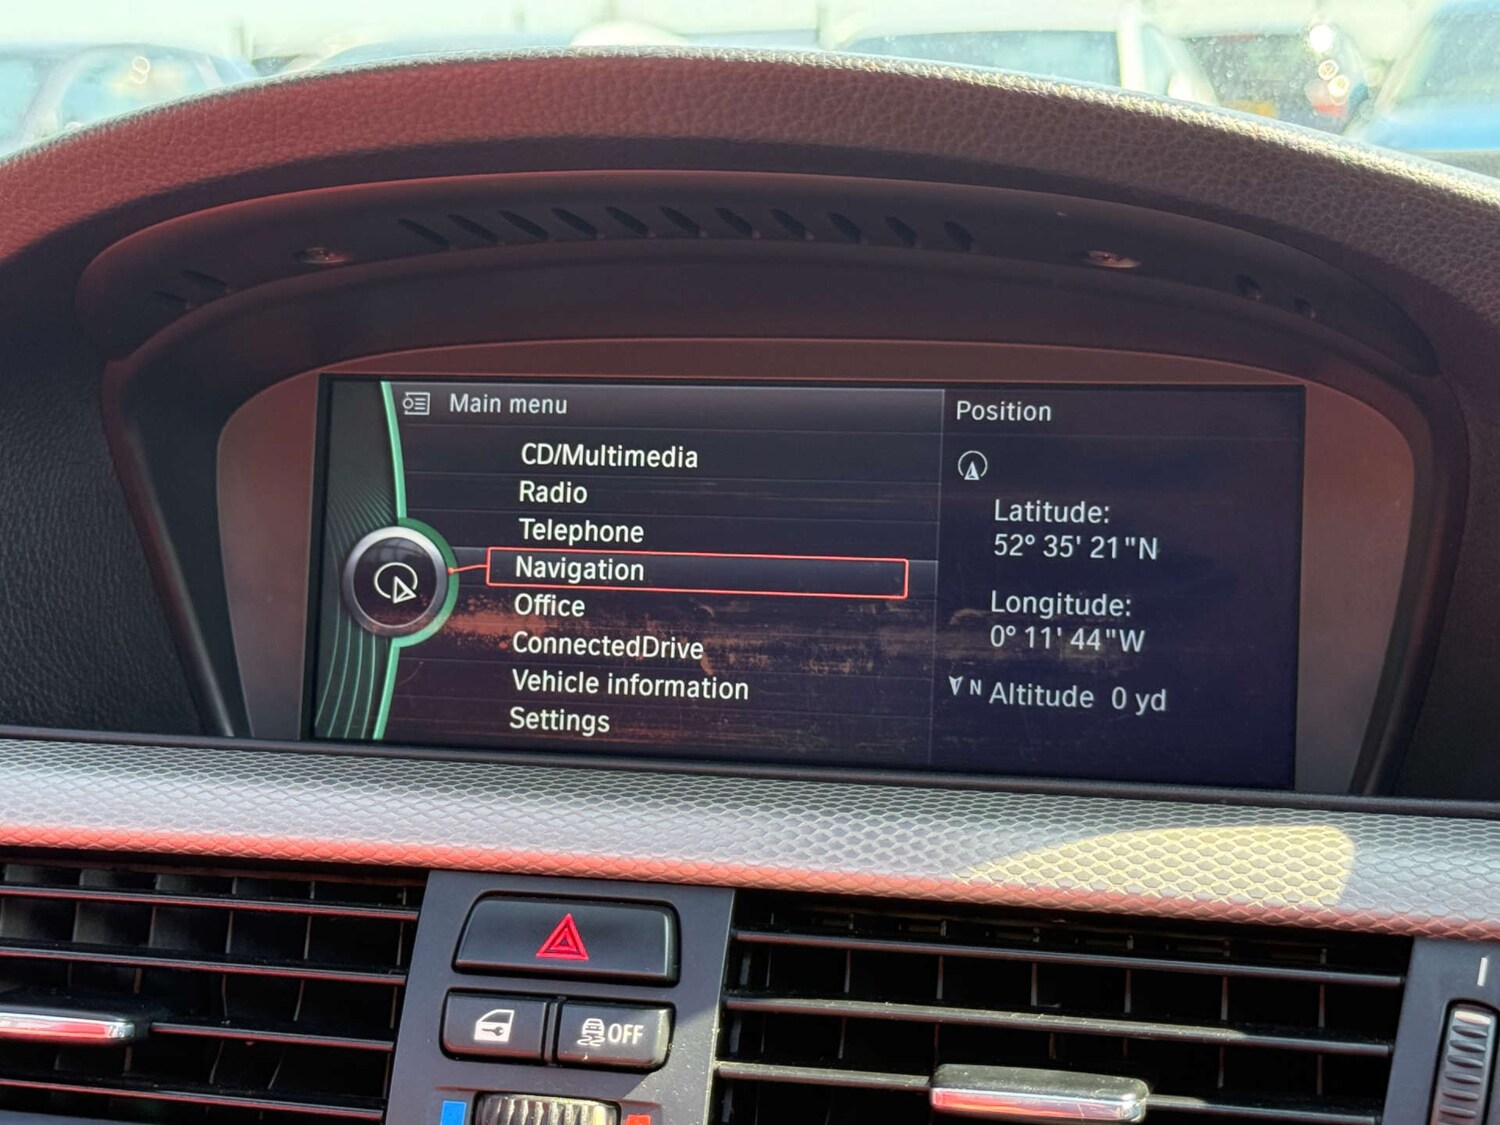 Main menu
CD/Multimedia
Radio
Telephone
Navigation
Office
ConnectedDrive
Vehicle information
Settings
Position
Latitude:
52° 35' 21"N
Longitude:
0° 11' 44"W
N Altitude 0 yd
OFF